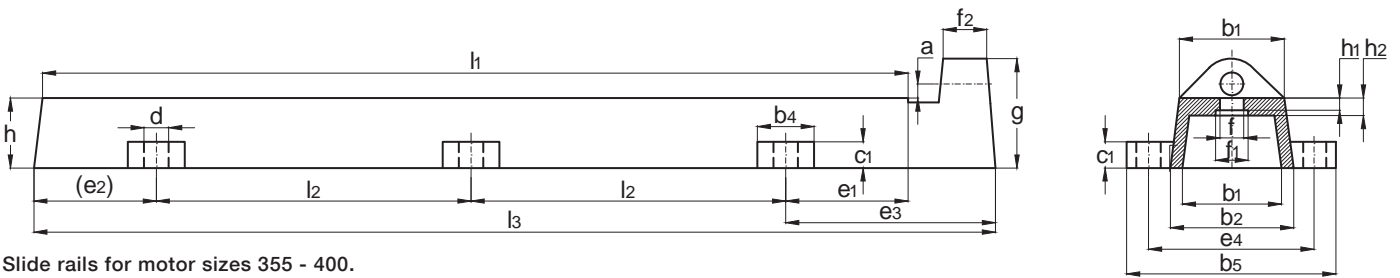 f2
a
l1
b1
h1 h2
h
d
b4
c1
g
f
f1
c1
(e2)
l2
l2
e1
e3
l3
b1
b2
e4
b5
Slide rails for motor sizes 355 - 400.